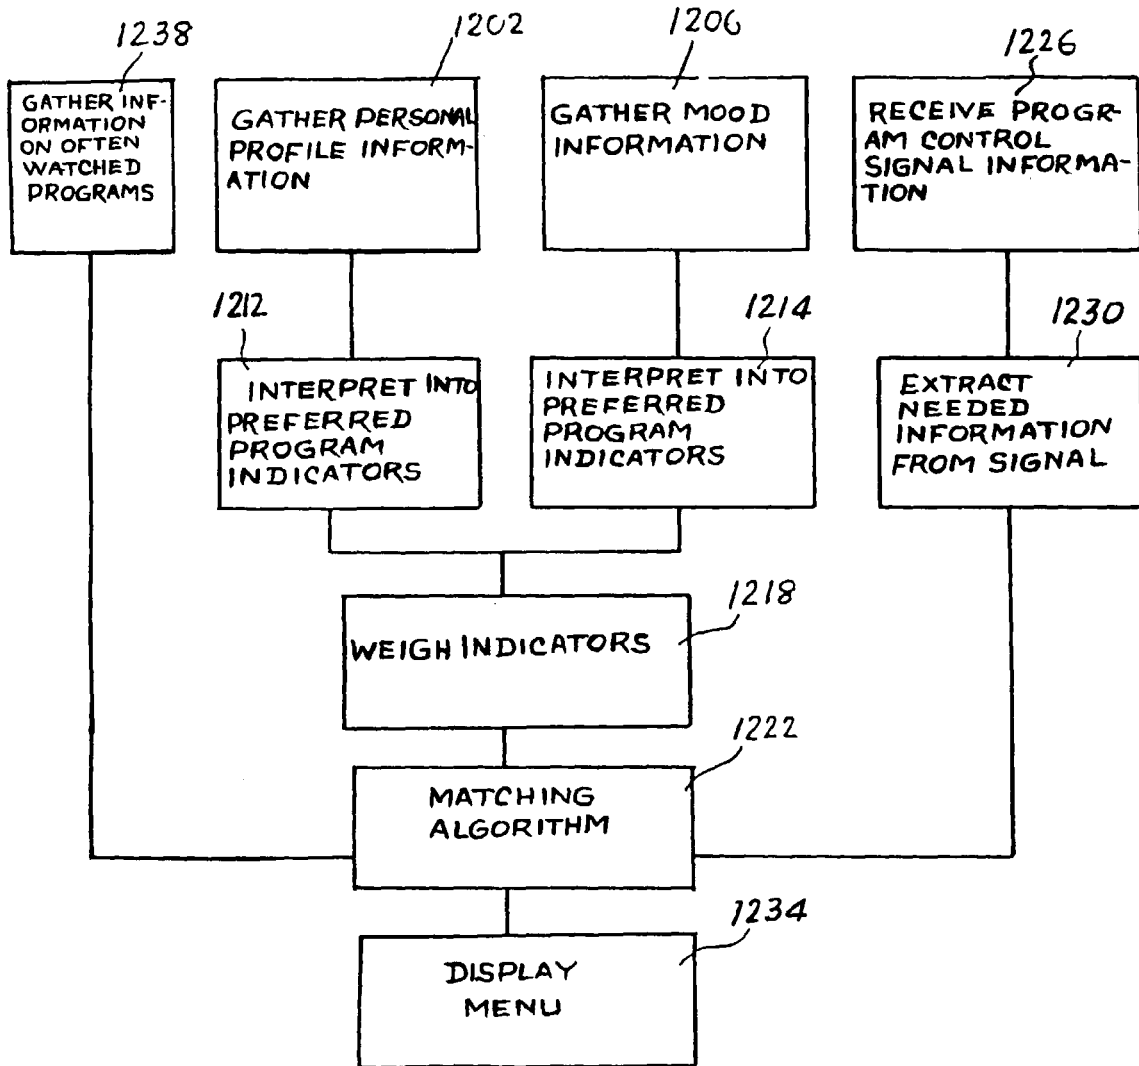 1238
1202
1206
1226
GATHER INF-
ORMATION
ON OFTEN
WATCHED
PROGRAMS
GATHER PERSONAL
PROFILE INFORM-
ATION
GATHER MOOD
INFORMATION
RECEIVE PROGR-
AM CONTROL
SIGNAL INFORMA-
TION
1212
1214
1230
INTERPRET INTO
PREFERRED
PROGRAM
INDICATORS
INTERPRET INTO
PREFERRED
PROGRAM
INDICATORS
EXTRACT
NEEDED
INFORMATION
FROM SIGNAL
1218
WEIGH INDICATORS
1222
MATCHING
ALGORITHM
1234
DISPLAY
MENU